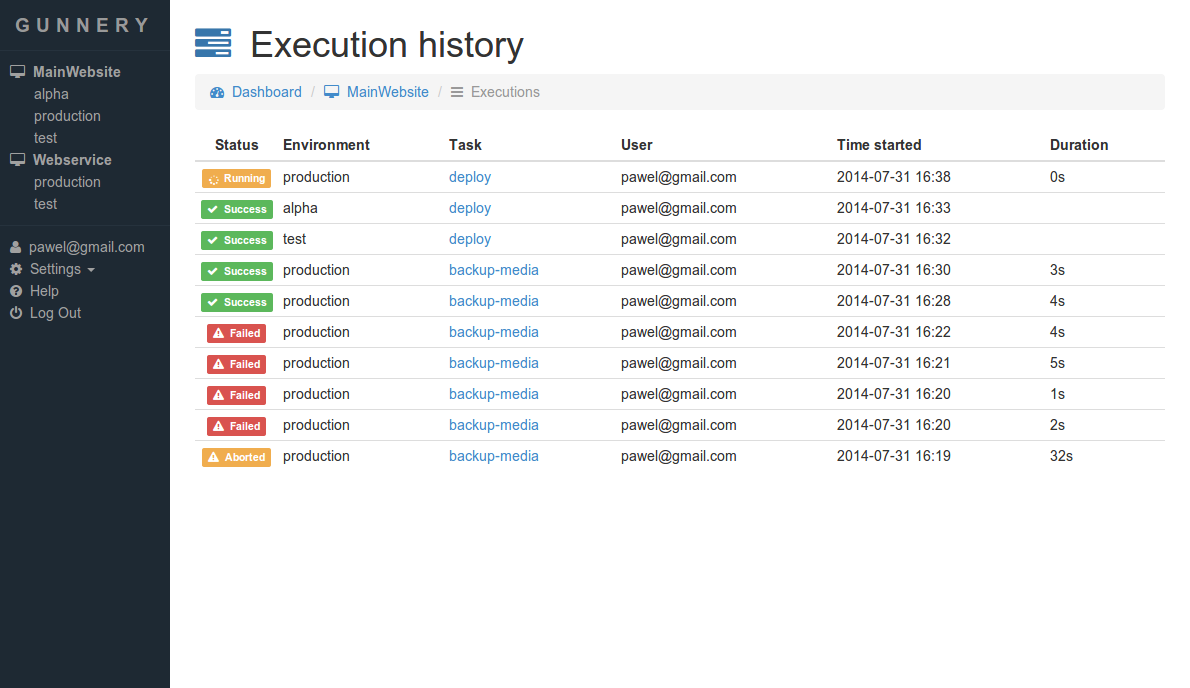 GUNNERY
MainWebsite
alpha
production
test
Webservice
production
test
pawel@gmail.com
Settings
Help
Log Out
Execution history
Dashboard / MainWebsite / Executions
Status Environment Task User Time started Duration
Running production deploy pawel@gmail.com 2014-07-31 16:38 0s
Success alpha deploy pawel@gmail.com 2014-07-31 16:33
Success test deploy pawel@gmail.com 2014-07-31 16:32
Success production backup-media pawel@gmail.com 2014-07-31 16:30 3s
Success production backup-media pawel@gmail.com 2014-07-31 16:28 4s
Failed production backup-media pawel@gmail.com 2014-07-31 16:22 4s
Failed production backup-media pawel@gmail.com 2014-07-31 16:21 5s
Failed production backup-media pawel@gmail.com 2014-07-31 16:20 1s
Failed production backup-media pawel@gmail.com 2014-07-31 16:20 2s
Aborted production backup-media pawel@gmail.com 2014-07-31 16:19 32s